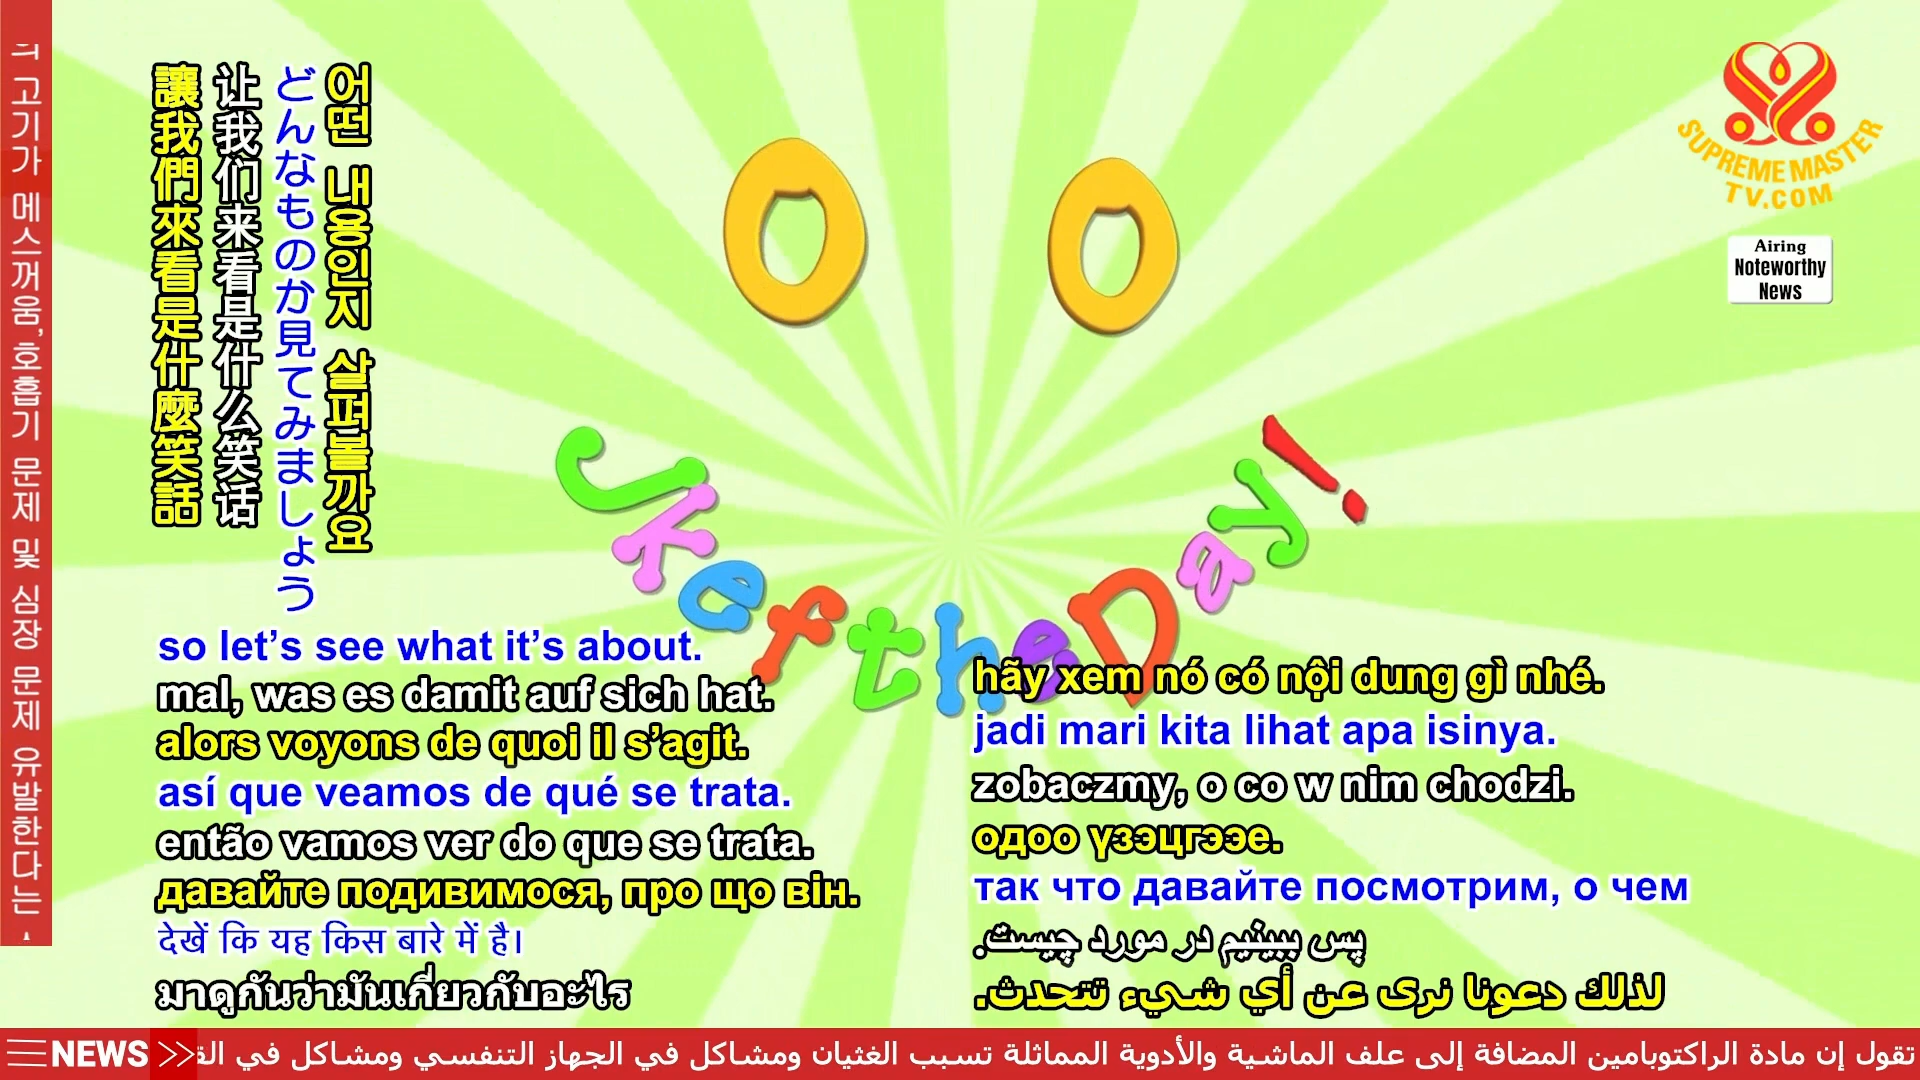 고기가 메스꺼움,호흡기 문제 및 심장 문제 유발한다는
讓我們來看是什麼笑話
让我们来看是什么笑话
どんなものか見てみましょう
어떤 내용인지 살펴볼까요
SUPREME MASTER
TV.COM
Airing
Noteworthy
News
O O
Jkeftheday!
so let’s see what it’s about.
mal, was es damit auf sich hat.
alors voyons de quoi il s’agit.
así que veamos de qué se trata.
então vamos ver do que se trata.
давайте подивимося, про що він.
देखें कि यह किस बारे में है।
มาดูกันว่ามันเกี่ยวกับอะไร
hãy xem nó có nội dung gì nhé.
jadi mari kita lihat apa isinya.
zobaczmy, o co w nim chodzi.
одоо үзэцгээе.
так что давайте посмотрим, о чем
پس ببینیم در مورد چیست.
لذلك دعونا نرى عن أي شيء تتحدث.
NEWS
تقول إن مادة الراكتوبامين المضافة إلى علف الماشية والأدوية المماثلة تسبب الغثيان ومشاكل في الجهاز التنفسي ومشاكل في